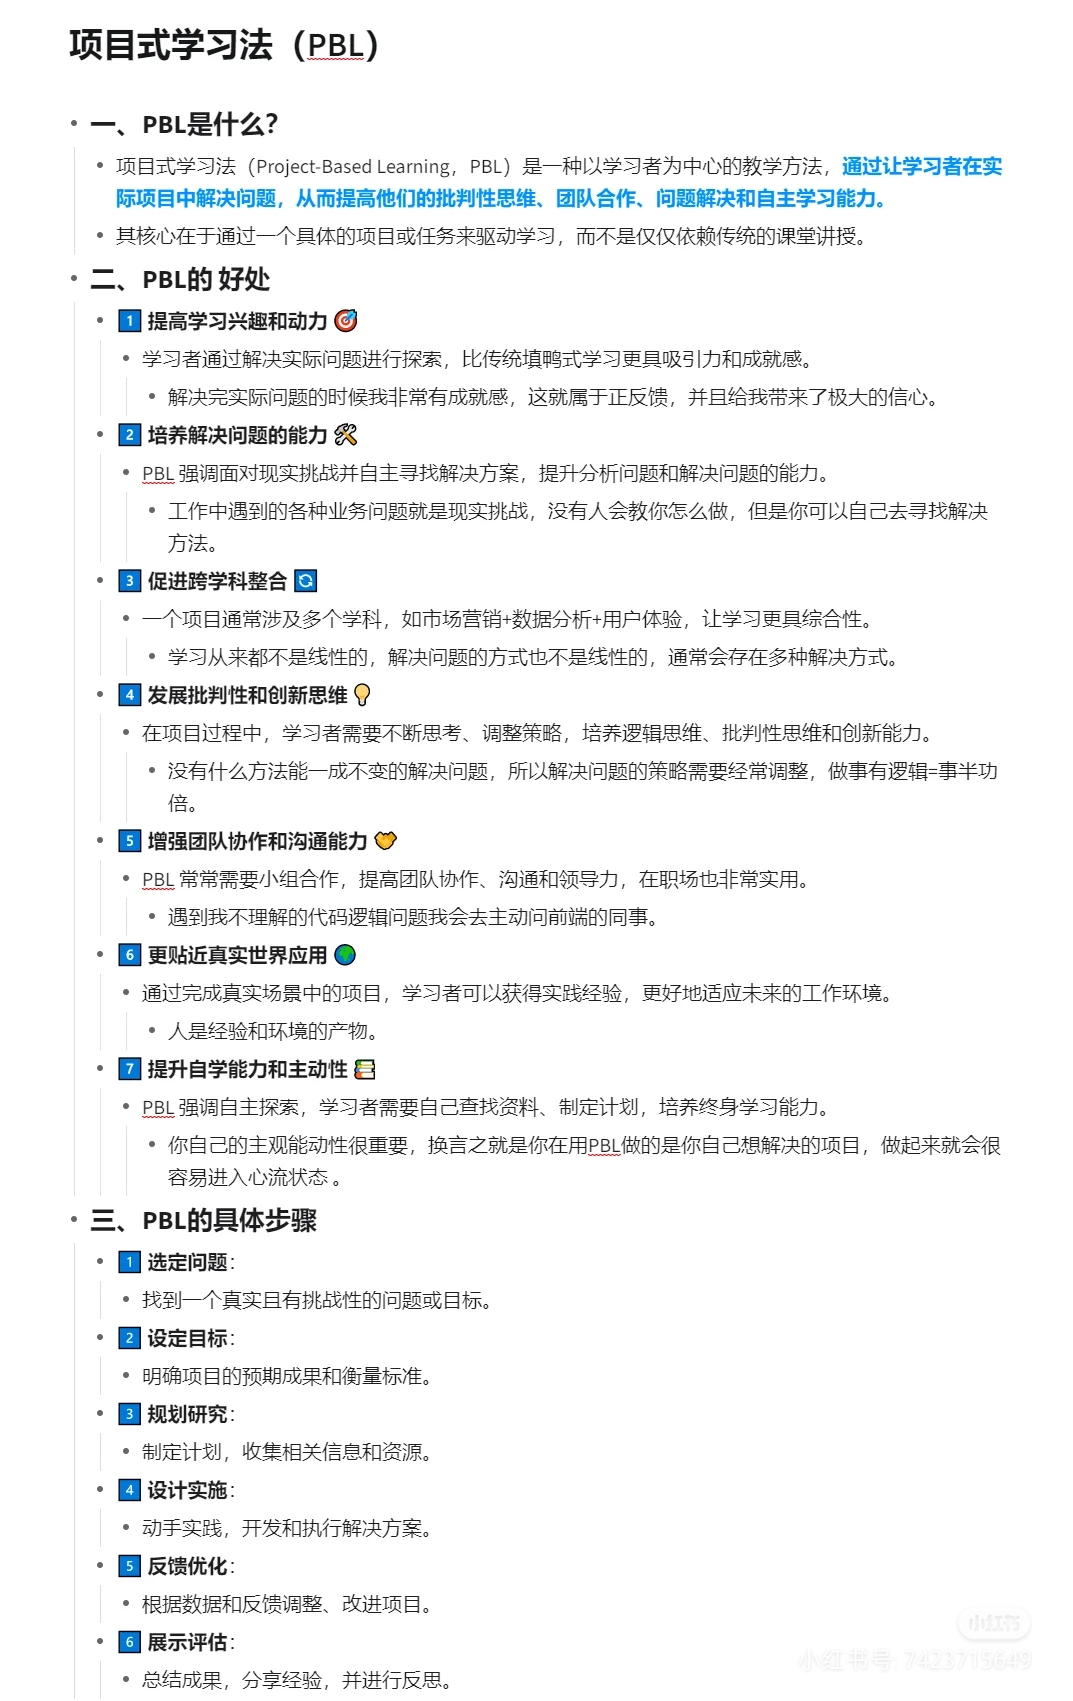 项目式学习法（PBL）
一、PBL是什么？
项目式学习法（Project-Based Learning，PBL）是一种以学习者为中心的教学方法，通过让学习者在实
际项目中解决问题，从而提高他们的批判性思维、团队合作、问题解决和自主学习能力。
其核心在于通过一个具体的项目或任务来驱动学习，而不是仅仅依赖传统的课堂讲授。
二、PBL的 好处
1 提高学习兴趣和动力 🎯
学习者通过解决实际问题进行探索，比传统填鸭式学习更具吸引力和成就感。
解决完实际问题的时候我非常有成就感，这就属于正反馈，并且给我带来了极大的信心。
2 培养解决问题的能力 🛠
PBL 强调面对现实挑战并自主寻找解决方案，提升分析问题和解决问题的能力。
工作中遇到的各种业务问题就是现实挑战，没有人会教你怎么做，但是你可以自己去寻找解决
方法。
3 促进跨学科整合 🔄
一个项目通常涉及多个学科，如市场营销+数据分析+用户体验，让学习更具综合性。
学习从来都不是线性的，解决问题的方式也不是线性的，通常会存在多种解决方式。
4 发展批判性和创新思维 💡
在项目过程中，学习者需要不断思考、调整策略，培养逻辑思维、批判性思维和创新能力。
没有什么方法能一成不变的解决问题，所以解决问题的策略需要经常调整，做事有逻辑=事半功
倍。
5 增强团队协作和沟通能力 🤝
PBL 常常需要小组合作，提高团队协作、沟通和领导力，在职场也非常实用。
遇到我不理解的代码逻辑问题我会去主动问前端的同事。
6 更贴近真实世界应用 🌍
通过完成真实场景中的项目，学习者可以获得实践经验，更好地适应未来的工作环境。
人是经验和环境的产物。
7 提升自学能力和主动性 📚
PBL 强调自主探索，学习者需要自己查找资料、制定计划，培养终身学习能力。
你自己的主观能动性很重要，换言之就是你在用PBL做的是你自己想解决的项目，做起来就会很
容易进入心流状态 。
三、PBL的具体步骤
1 选定问题：
找到一个真实且有挑战性的问题或目标。
2 设定目标：
明确项目的预期成果和衡量标准。
3 规划研究：
制定计划，收集相关信息和资源。
4 设计实施：
动手实践，开发和执行解决方案。
5 反馈优化：
根据数据和反馈调整、改进项目。
6 展示评估：
总结成果，分享经验，并进行反思。
小红书
小红书号: 7423715649